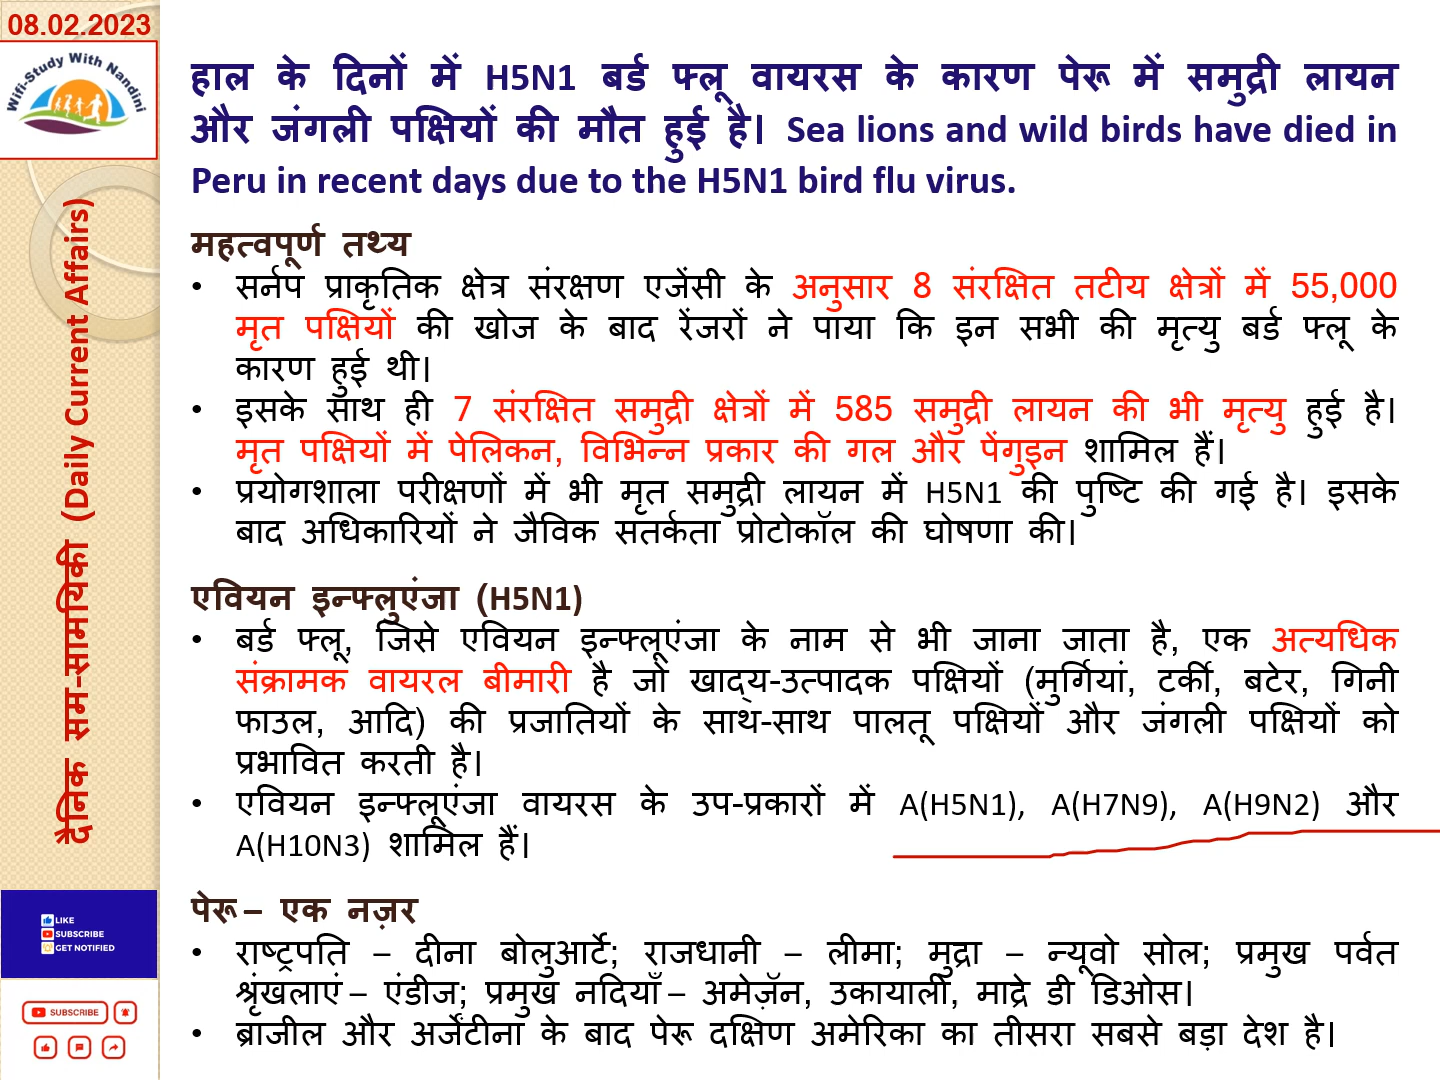 08.02.2023
Wifi-Study With Nandini
दैनिक सम-सामयिकी (Daily Current Affairs)
LIKE
SUBSCRIBE
GET NOTIFIED
SUBSCRIBE
हाल के दिनों में H5N1 बर्ड फ्लू वायरस के कारण पेरू में समुद्री लायन
और जंगली पक्षियों की मौत हुई है। Sea lions and wild birds have died in
Peru in recent days due to the H5N1 bird flu virus.
महत्वपूर्ण तथ्य
• सर्नप प्राकृतिक क्षेत्र संरक्षण एजेंसी के अनुसार 8 संरक्षित तटीय क्षेत्रों में 55,000
मृत पक्षियों की खोज के बाद रेंजरों ने पाया कि इन सभी की मृत्यु बर्ड फ्लू के
कारण हुई थी।
• इसके साथ ही 7 संरक्षित समुद्री क्षेत्रों में 585 समुद्री लायन की भी मृत्यु हुई है।
मृत पक्षियों में पेलिकन, विभिन्न प्रकार की गल और पेंगुइन शामिल हैं।
• प्रयोगशाला परीक्षणों में भी मृत समुद्री लायन में H5N1 की पुष्टि की गई है। इसके
बाद अधिकारियों ने जैविक सतर्कता प्रोटोकॉल की घोषणा की।
एवियन इन्फ्लुएंजा (H5N1)
• बर्ड फ्लू, जिसे एवियन इन्फ्लूएंजा के नाम से भी जाना जाता है, एक अत्यधिक
संक्रामक वायरल बीमारी है जो खाद्य-उत्पादक पक्षियों (मुर्गियां, टर्की, बटेर, गिनी
फाउल, आदि) की प्रजातियों के साथ-साथ पालतू पक्षियों और जंगली पक्षियों को
प्रभावित करती है।
• एवियन इन्फ्लूएंजा वायरस के उप-प्रकारों में A(H5N1), A(H7N9), A(H9N2) और
A(H10N3) शामिल हैं।
पेरू – एक नज़र
• राष्ट्रपति – दीना बोलुआर्टे; राजधानी – लीमा; मुद्रा – न्यूवो सोल; प्रमुख पर्वत
श्रृंखलाएं – एंडीज; प्रमुख नदियाँ – अमेज़ॅन, उकायाली, माद्रे डी डिओस।
• ब्राजील और अर्जेंटीना के बाद पेरू दक्षिण अमेरिका का तीसरा सबसे बड़ा देश है।